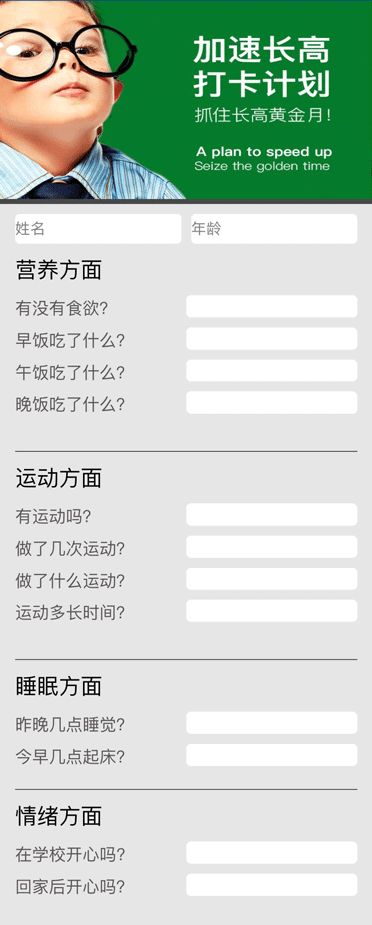 加速长高
打卡计划
抓住长高黄金月!
A plan to speed up
Seize the golden time
姓名 年龄
营养方面
有没有食欲?
早饭吃了什么?
午饭吃了什么?
晚饭吃了什么?
运动方面
有运动吗?
做了几次运动?
做了什么运动?
运动多长时间?
睡眠方面
昨晚几点睡觉?
今早几点起床?
情绪方面
在学校开心吗?
回家后开心吗?